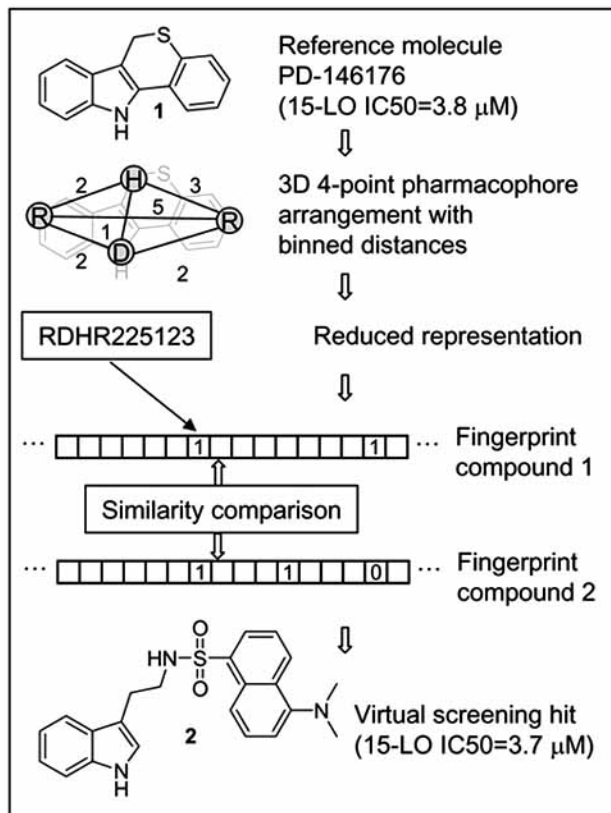 S
N
H
1
Reference molecule
PD-146176
(15-LO IC50=3.8 μM)
2
H
S
3
R
5
R
1
D
2
H
2
3D 4-point pharmacophore
arrangement with
binned distances
RDHR225123
Reduced representation
... 1 1 ...
Fingerprint
compound 1
Similarity comparison
... 1 1 0 ...
Fingerprint
compound 2
O
HN
S
O
N
2
N
H
Virtual screening hit
(15-LO IC50=3.7 μM)